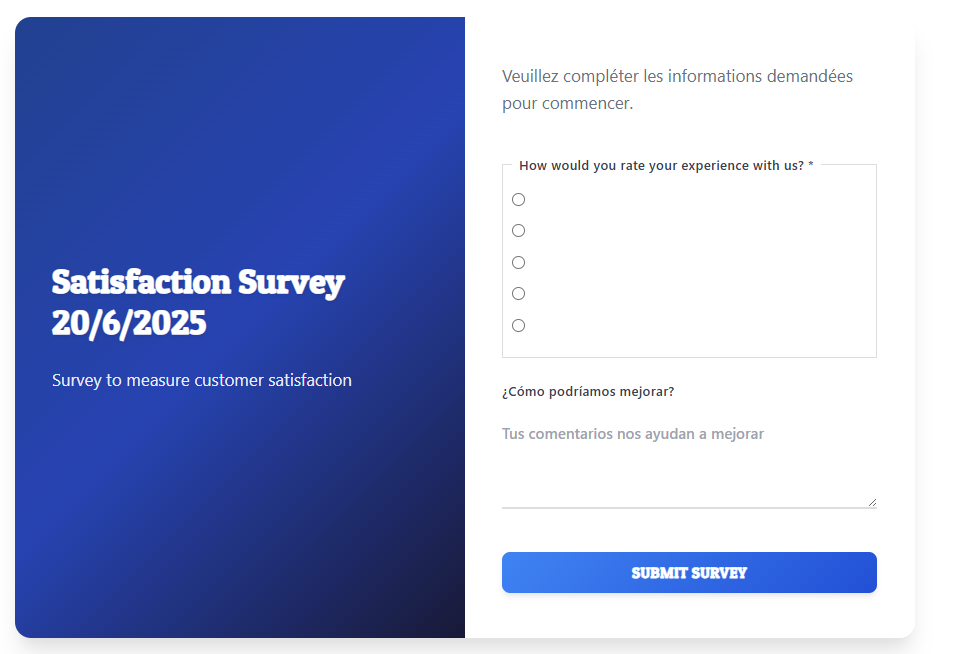 Satisfaction Survey
20/6/2025
Survey to measure customer satisfaction
Veuillez compléter les informations demandées
pour commencer.
How would you rate your experience with us? *
¿Cómo podríamos mejorar?
Tus comentarios nos ayudan a mejorar
SUBMIT SURVEY